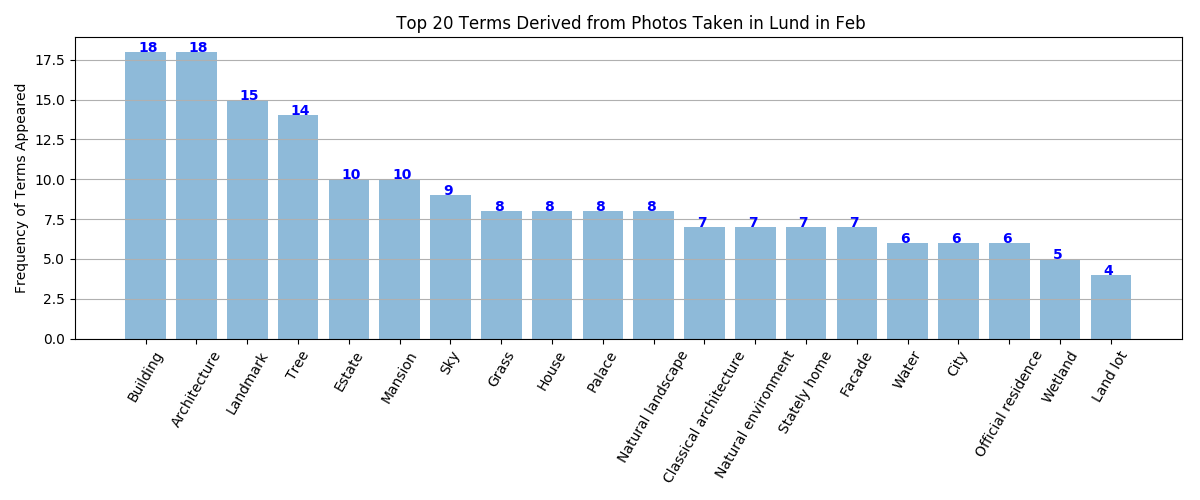 Top 20 Terms Derived from Photos Taken in Lund in Feb
Frequency of Terms Appeared
17.5
15.0
12.5
10.0
7.5
5.0
2.5
0.0
18
18
15
14
10
10
9
8
8
8
8
7
7
7
7
6
6
6
5
4
Building
Architecture
Landmark
Tree
Estate
Mansion
Sky
Grass
House
Palace
Natural landscape
Classical architecture
Natural environment
Stately home
Facade
Water
City
Official residence
Wetland
Land lot